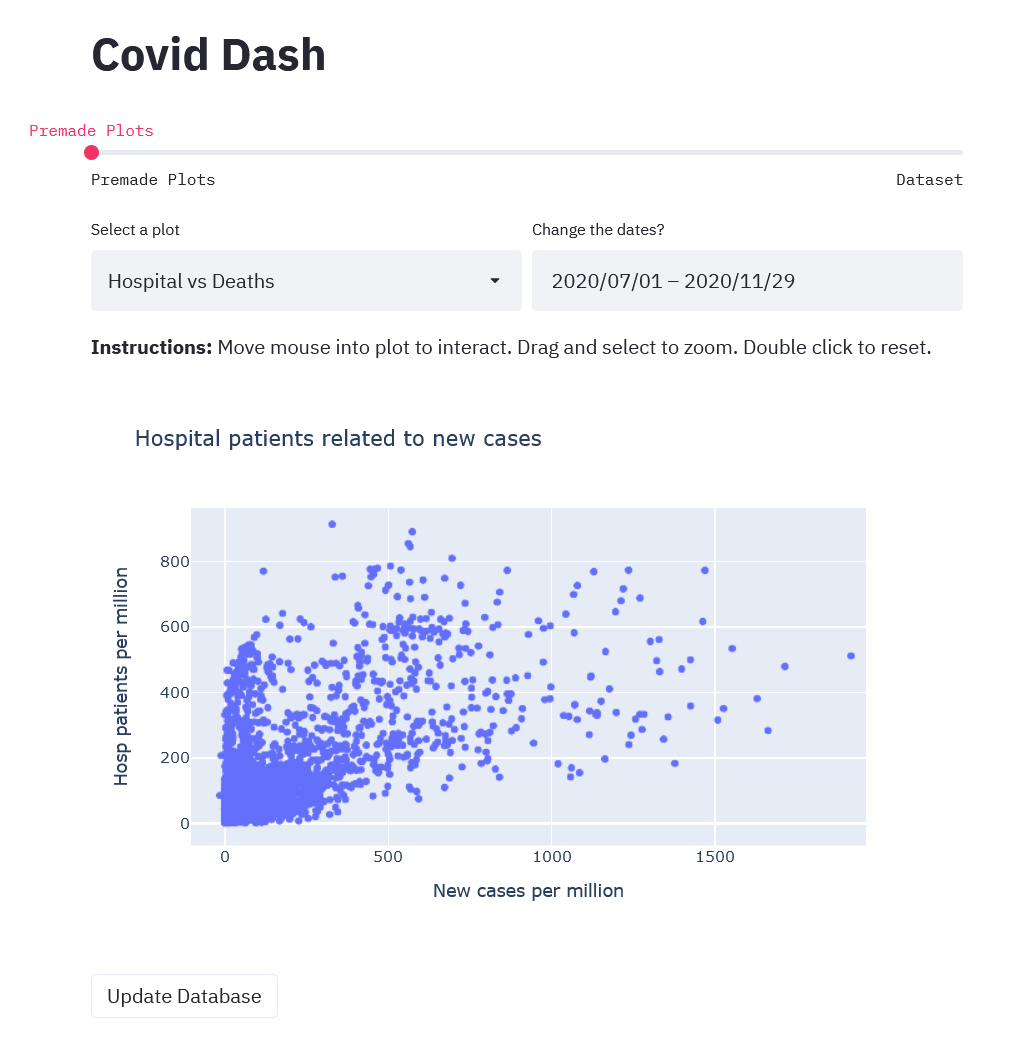 Covid Dash
Premade Plots
Premade Plots Dataset
Select a plot Change the dates?
Hospital vs Deaths 2020/07/01 – 2020/11/29
Instructions: Move mouse into plot to interact. Drag and select to zoom. Double click to reset.
Hospital patients related to new cases
Hosp patients per million
800
600
400
200
0
0 500 1000 1500
New cases per million
Update Database